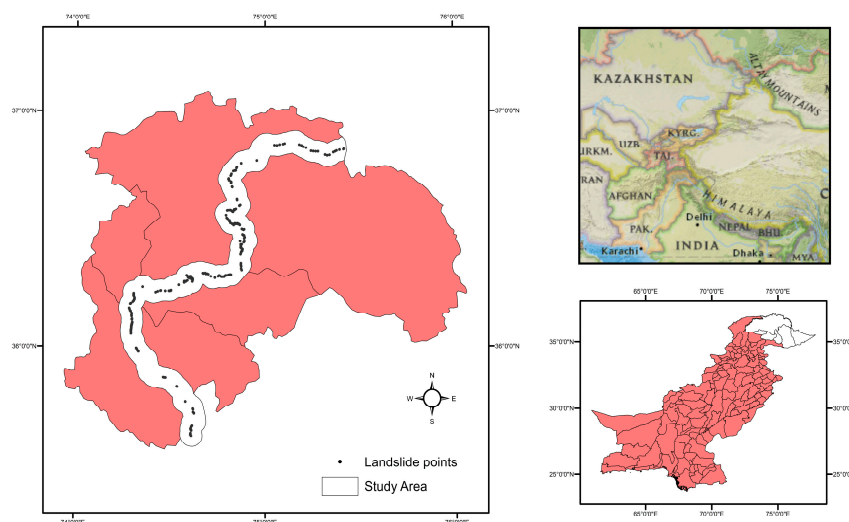 74°0'0"E 75°0'0"E 76°0'0"E
37°0'0"N 37°0'0"N
36°0'0"N 36°0'0"N
N
W E
S
Landslide points
Study Area
ALTAY MOUNTAINS
KAZAKHSTAN
KYRG.
UZB.
URKM.
TAJ.
RAN
AFGHAN.
HIMALAYA
Delhi
PAK.
NEPAL
BHU.
Karachi
INDIA
Dhaka
MYA.
65°0'0"E 70°0'0"E 75°0'0"E
35°0'0"N 35°0'0"N
30°0'0"N 30°0'0"N
25°0'0"N 25°0'0"N
65°0'0"E 70°0'0"E 75°0'0"E